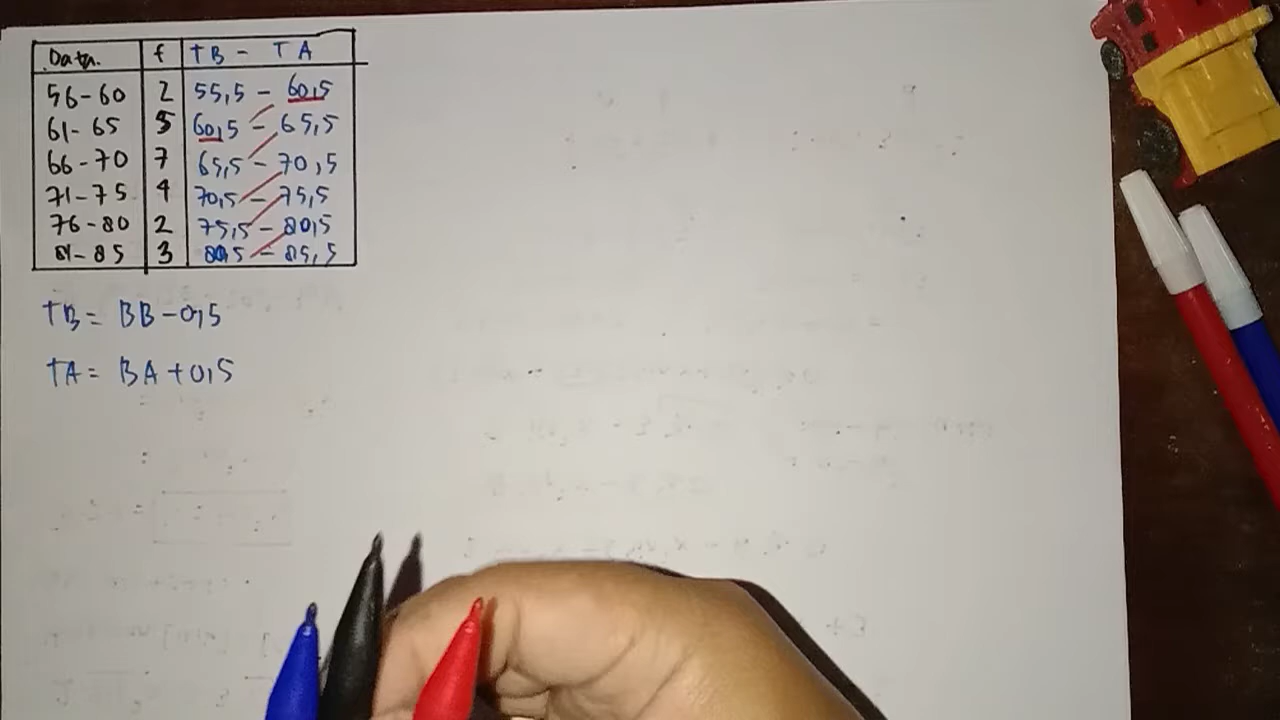 Data. f TB - TA
56-60 2 55,5 - 60,5
61-65 5 60,5 - 65,5
66-70 7 65,5 - 70,5
71-75 4 70,5 - 75,5
76-80 2 75,5 - 80,5
81-85 3 80,5 - 85,5
TB = BB - 0,5
TA = BA + 0,5